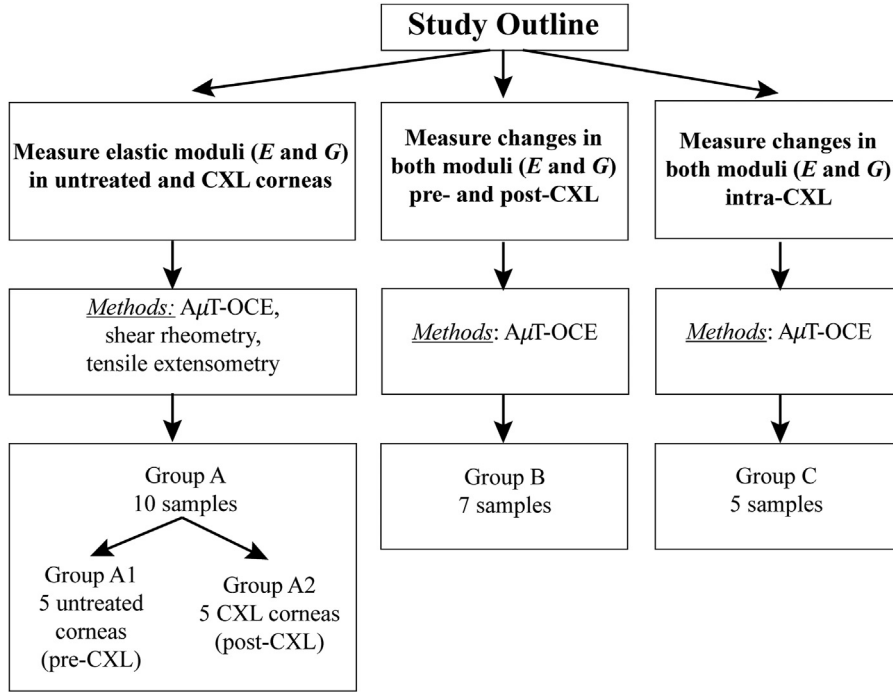 Study Outline
Measure elastic moduli (E and G)
in untreated and CXL corneas
Measure changes in
both moduli (E and G)
pre- and post-CXL
Measure changes in
both moduli (E and G)
intra-CXL
Methods: AμT-OCE,
shear rheometry,
tensile extensometry
Methods: AμT-OCE
Methods: AμT-OCE
Group A
10 samples
Group A1
5 untreated
corneas
(pre-CXL)
Group A2
5 CXL corneas
(post-CXL)
Group B
7 samples
Group C
5 samples